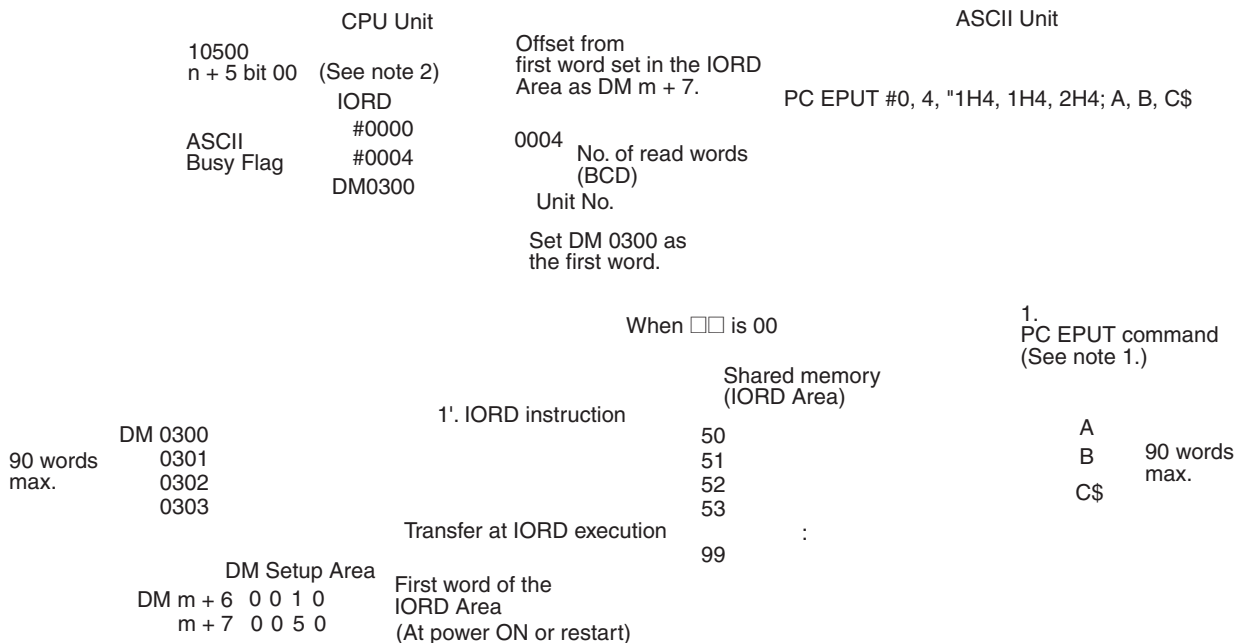 CPU Unit
ASCII Unit
10500
n + 5 bit 00
(See note 2)
IORD
#0000
#0004
DM0300
ASCII
Busy Flag
Offset from
first word set in the IORD
Area as DM m + 7.
0004
No. of read words
(BCD)
Unit No.
Set DM 0300 as
the first word.
PC EPUT #0, 4, "1H4, 1H4, 2H4; A, B, C$
When □□ is 00
1.
PC EPUT command
(See note 1.)
Shared memory
(IORD Area)
1'. IORD instruction
90 words
max.
DM 0300
0301
0302
0303
50
51
52
53
:
99
A
B
C$
90 words
max.
Transfer at IORD execution
DM Setup Area
DM m + 6 0 0 1 0
m + 7 0 0 5 0
First word of the
IORD Area
(At power ON or restart)